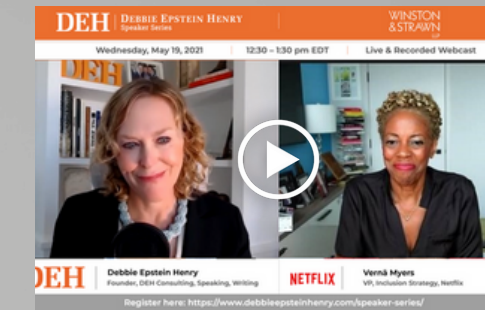 DEH | DEBBIE EPSTEIN HENRY
Speaker Series
WINSTON
& STRAWN
LLP
Wednesday, May 19, 2021 | 12:30 – 1:30 pm EDT | Live & Recorded Webcast
DEH
DEH
Debbie Epstein Henry
Founder, DEH Consulting, Speaking, Writing
NETFLIX
Vernā Myers
VP, Inclusion Strategy, Netflix
Register here: https://www.debbieepsteinhenry.com/speaker-series/